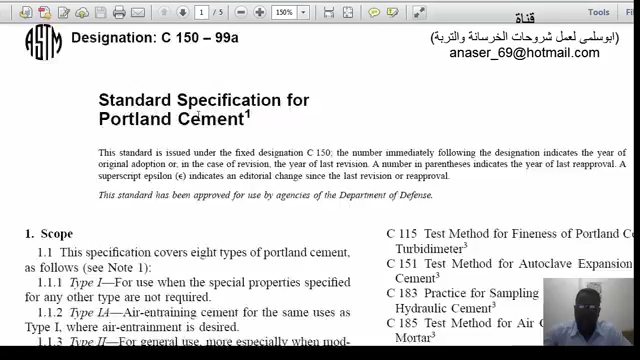 1 / 5
150%
Tools
ASTM
Designation: C 150 – 99a
قناة
(ابوسلمى لعمل شروحات الخرسانة والتربة)
anaser_69@hotmail.com
Standard Specification for
Portland Cement1
This standard is issued under the fixed designation C 150; the number immediately following the designation indicates the year of
original adoption or, in the case of revision, the year of last revision. A number in parentheses indicates the year of last reapproval. A
superscript epsilon (ϵ) indicates an editorial change since the last revision or reapproval.
This standard has been approved for use by agencies of the Department of Defense.
1. Scope
1.1 This specification covers eight types of portland cement,
as follows (see Note 1):
1.1.1 Type I—For use when the special properties specified
for any other type are not required.
1.1.2 Type IA—Air-entraining cement for the same uses as
Type I, where air-entrainment is desired.
1.1.3 Type II—For general use, more especially when mod-
C 115 Test Method for Fineness of Portland
Turbidimeter3
C 151 Test Method for Autoclave Expansion
Cement3
C 183 Practice for Sampling
Hydraulic Cement3
C 185 Test Method for Air
Mortar3